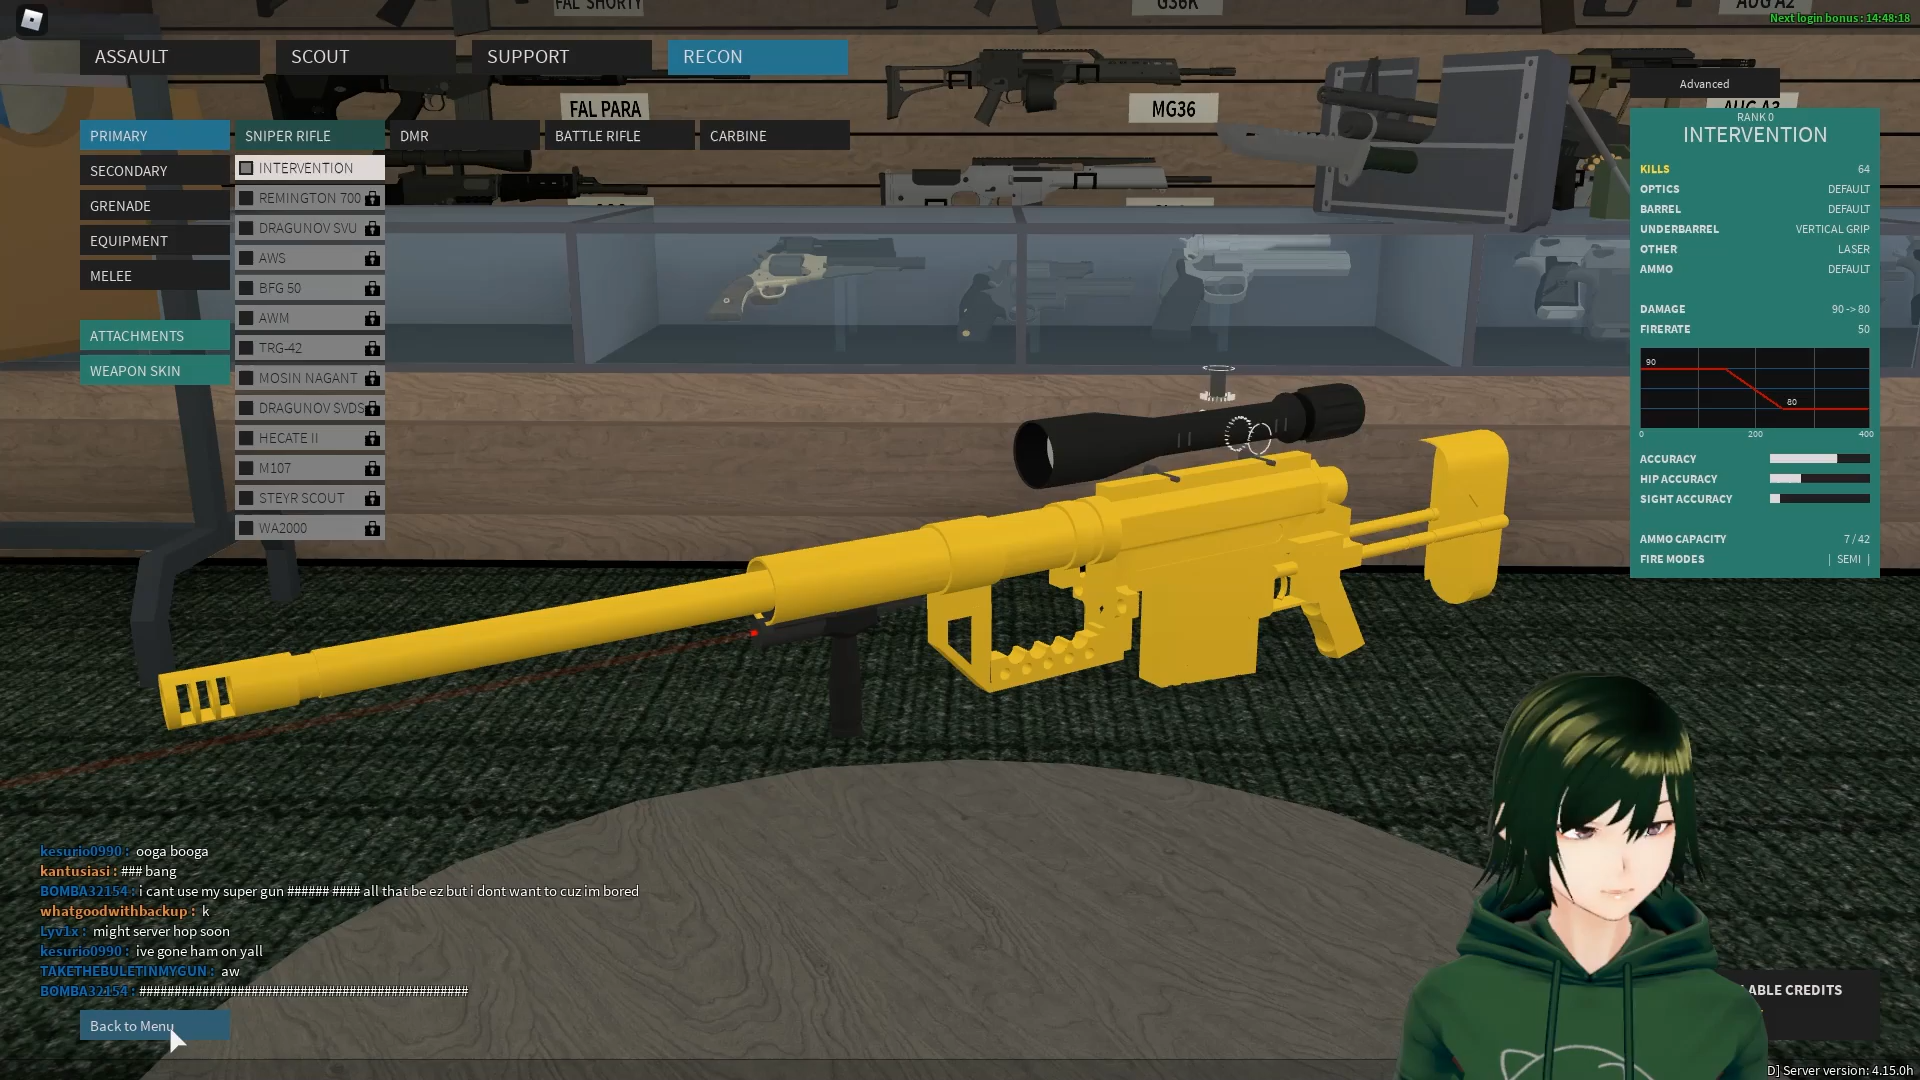 FAL SHORTY
G36K
AUG A2
Next login bonus : 14:48:18
ASSAULT
SCOUT
SUPPORT
RECON
Advanced
FAL PARA
MG36
AUG A3
RANK 0
INTERVENTION
PRIMARY
SNIPER RIFLE
DMR
BATTLE RIFLE
CARBINE
SECONDARY
GRENADE
EQUIPMENT
MELEE
ATTACHMENTS
WEAPON SKIN
INTERVENTION
REMINGTON 700
DRAGUNOV SVU
AWS
BFG 50
AWM
TRG-42
MOSIN NAGANT
DRAGUNOV SVDS
HECATE II
M107
STEYR SCOUT
WA2000
KILLS 64
OPTICS DEFAULT
BARREL DEFAULT
UNDERBARREL VERTICAL GRIP
OTHER LASER
AMMO DEFAULT
DAMAGE 90 -> 80
FIRERATE 50
90
80
0 200 400
ACCURACY
HIP ACCURACY
SIGHT ACCURACY
AMMO CAPACITY 7 / 42
FIRE MODES | SEMI |
kesurio0990 : ooga booga
kantusiasi : ### bang
BOMBA32154 : i cant use my super gun ###### #### all that be ez but i dont want to cuz im bored
whatgoodwithbackup : k
Lyv1x : might server hop soon
kesurio0990 : ive gone ham on yall
TAKETHEBULETINMYGUN : aw
BOMBA32154 : ###############################################
Back to Menu
ABLE CREDITS
D] Server version: 4.15.0h